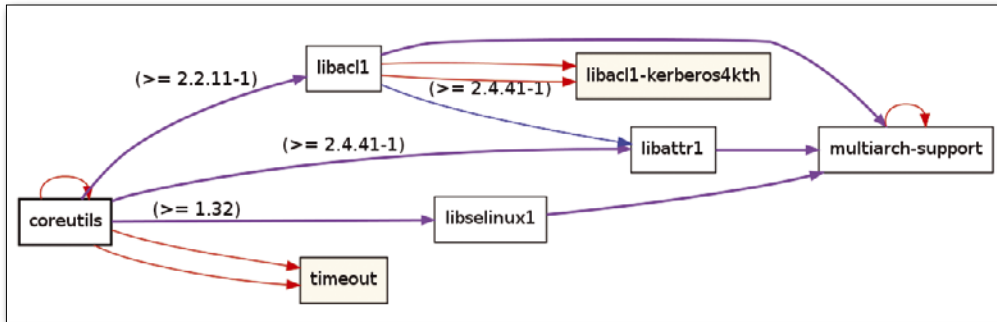 libacl1
(>= 2.2.11-1)
libacl1-kerberos4kth
(>= 2.4.41-1)
(>= 2.4.41-1)
libattr1
multiarch-support
(>= 1.32)
coreutils
libselinux1
timeout